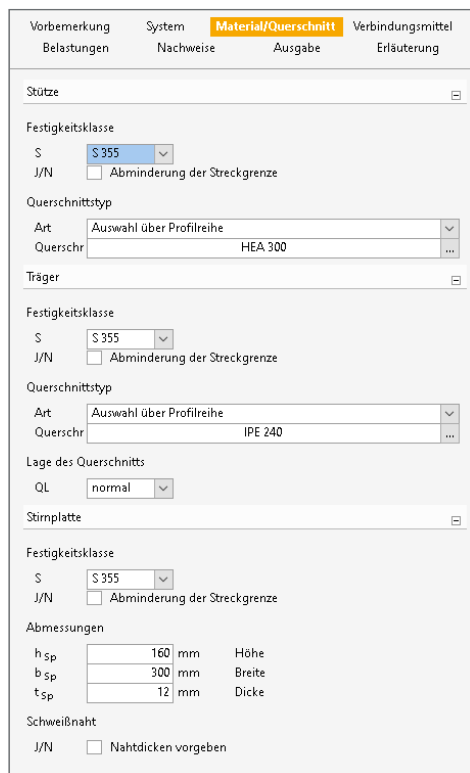 Vorbemerkung System Material/Querschnitt Verbindungsmittel
Belastungen Nachweise Ausgabe Erläuterung
Stütze
Festigkeitsklasse
S S 355
J/N Abminderung der Streckgrenze
Querschnittstyp
Art Auswahl über Profilreihe
Querschr HEA 300 ...
Träger
Festigkeitsklasse
S S 355
J/N Abminderung der Streckgrenze
Querschnittstyp
Art Auswahl über Profilreihe
Querschr IPE 240 ...
Lage des Querschnitts
QL normal
Stirnplatte
Festigkeitsklasse
S S 355
J/N Abminderung der Streckgrenze
Abmessungen
h Sp 160 mm Höhe
b Sp 300 mm Breite
t Sp 12 mm Dicke
Schweißnaht
J/N Nahtdicken vorgeben